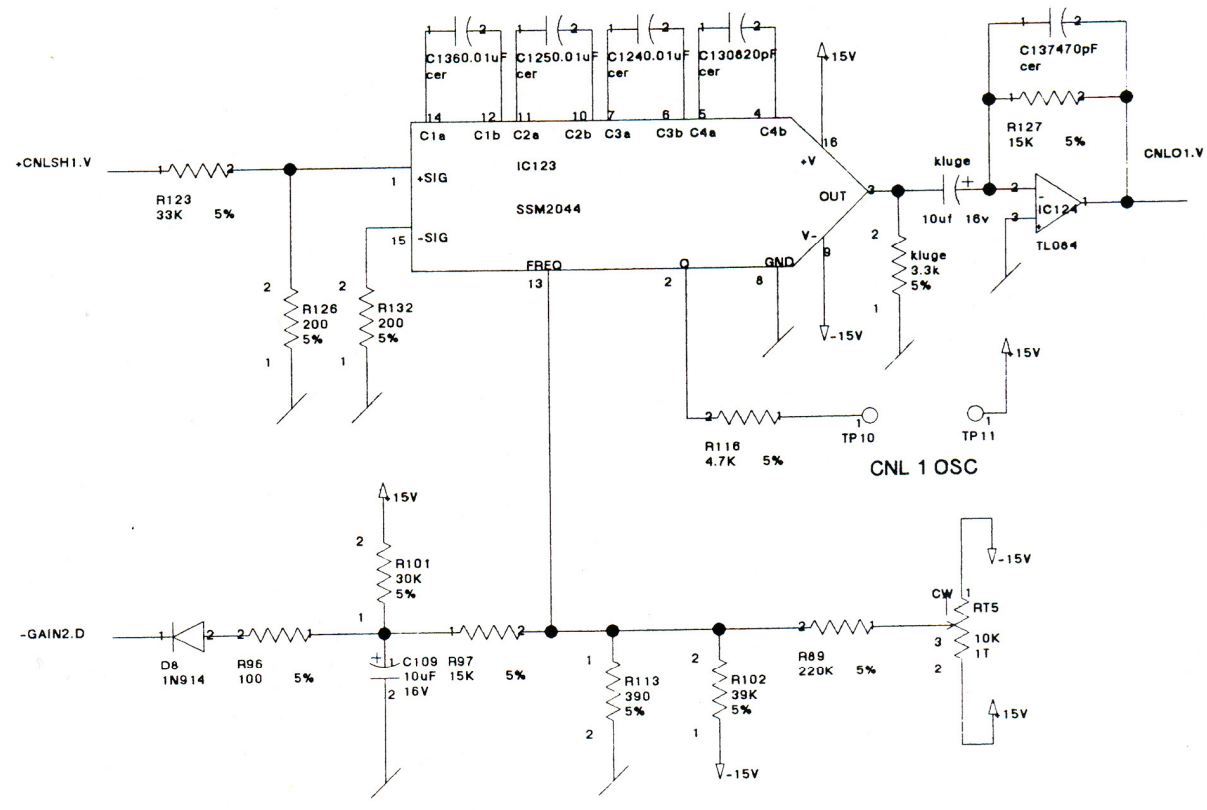 1 2 1 2 1 2 1 2 1 2
C1360.01uF C1250.01uF C1240.01uF C130820pF
cer cer cer cer
+15V
C137470pF
cer
14 12 11 10 7 6 5 4
C1a C1b C2a C2b C3a C3b C4a C4b
16
+V
1 2
R127
15K 5%
CNLO1.V
+CNLSH1.V
1 2
R123
33K 5%
1
+SIG
IC123
SSM2044
OUT
3
kluge
+
10uf 16v
2
3
-
+
IC124
1
TL084
15
-SIG
V-
9
FREQ
13
Q
2
GND
8
-15V
2
kluge
3.3k
5%
1
2
R126
200
5%
1
2
R132
200
5%
1
+15V
2 1
R116
4.7K 5%
1
TP10
1
TP11
CNL 1 OSC
+15V
2
R101
30K
5%
1
-15V
CW
1
RT5
10K
1T
3
2
+15V
-GAIN2.D
1 2
D8
1N914
2 1
R96
100 5%
+
1
C109
10uF
16V
2
1 2
R97
15K 5%
1
R113
390
5%
2
2
R102
39K
5%
1
-15V
2 1
R89
220K 5%